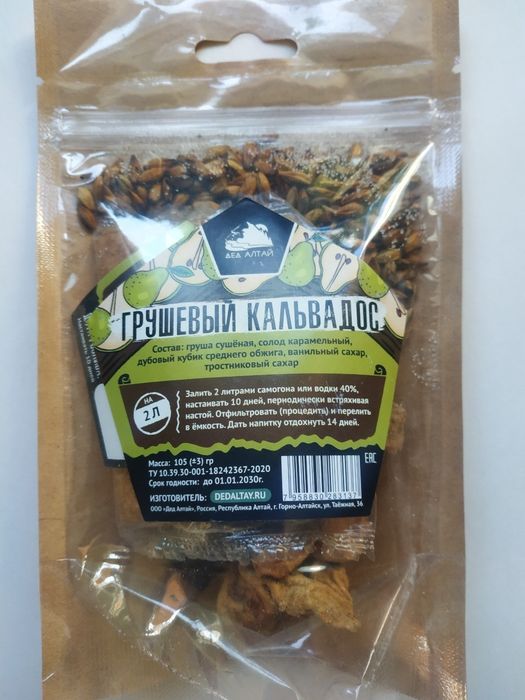 ДЕД АЛТАЙ
ГРУШЕВЫЙ КАЛЬВАДОС
Состав: груша сушёная, солод карамельный,
дубовый кубик среднего обжига, ванильный сахар,
тростниковый сахар
НА
2 Л
Залить 2 литрами самогона или водки 40%,
настаивать 10 дней, периодически встряхивая
настой. Отфильтровать (процедить) и перелить
в ёмкость. Дать напитку отдохнуть 14 дней.
Масса: 105 (±3) гр
ТУ 10.39.30-001-18242367-2020
Срок годности: до 01.01.2030г.
ИЗГОТОВИТЕЛЬ: DEDALTAY.RU
ООО «Дед Алтай», Россия, Республика Алтай, г. Горно-Алтайск, ул. Таёжная, 36
7958830283157
EAC